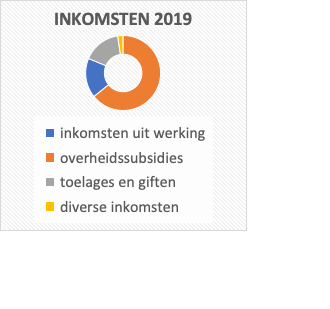 INKOMSTEN 2019
inkomsten uit werking
overheidssubsidies
toelages en giften
diverse inkomsten